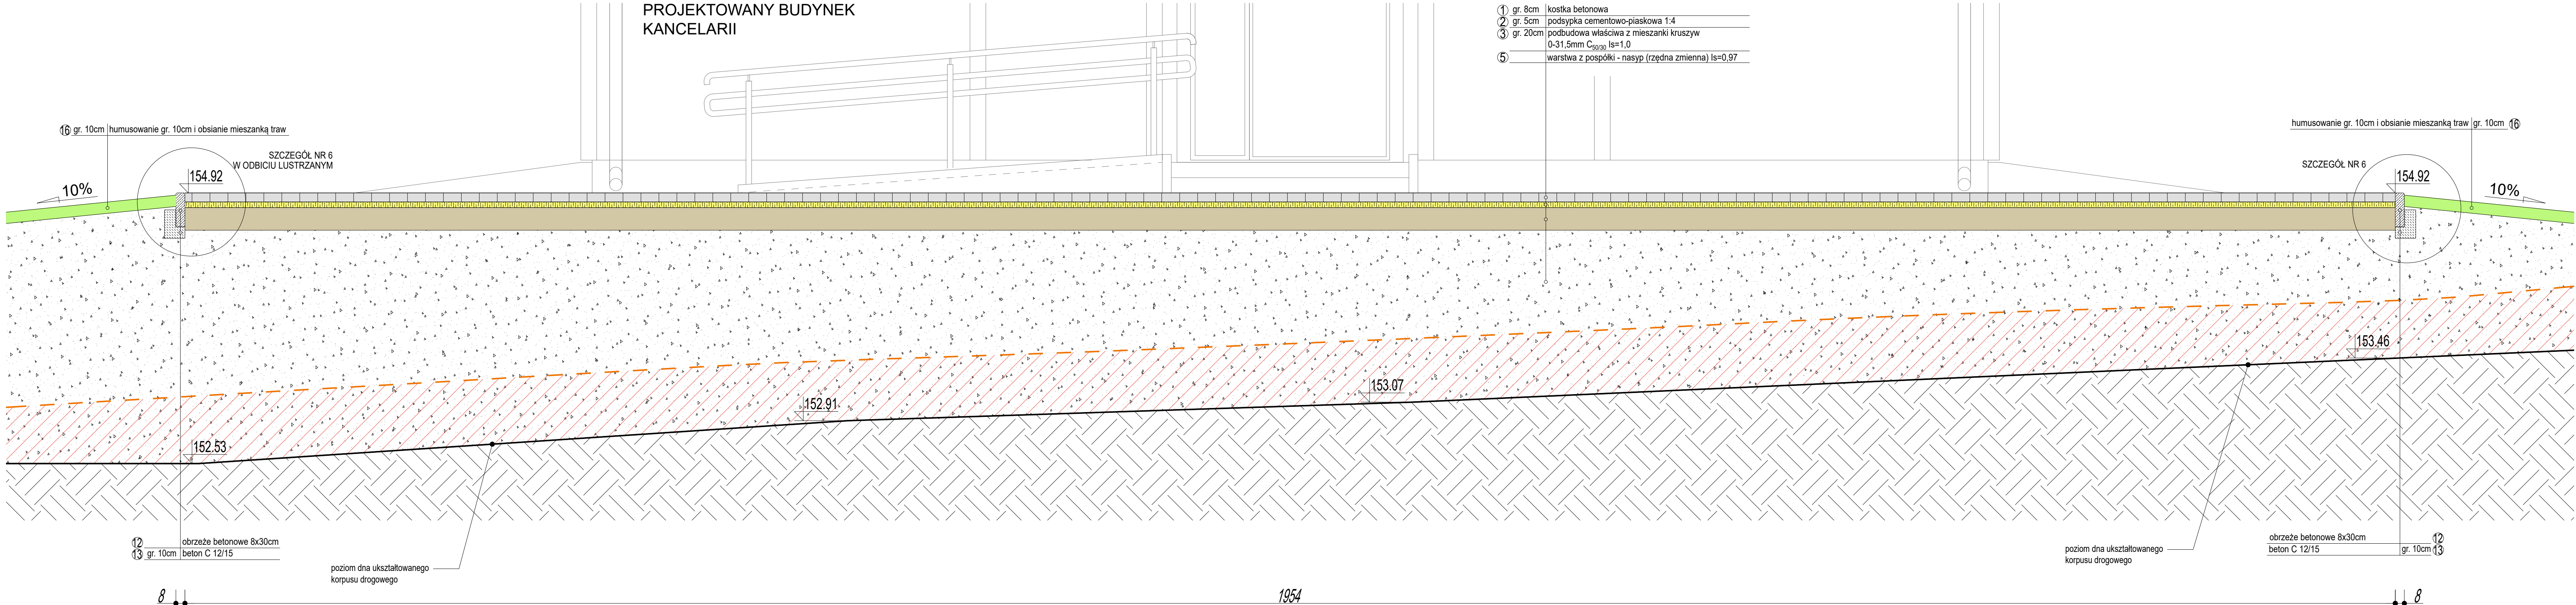 PROJEKTOWANY BUDYNEK
KANCELARII
1 gr. 8cm kostka betonowa
2 gr. 5cm podsypka cementowo-piaskowa 1:4
3 gr. 20cm podbudowa właściwa z mieszanki kruszyw
0-31,5mm C50/30 Is=1,0
5 warstwa z pospółki - nasyp (rzędna zmienna) Is=0,97
16 gr. 10cm humusowanie gr. 10cm i obsianie mieszanką traw
humusowanie gr. 10cm i obsianie mieszanką traw gr. 10cm 16
SZCZEGÓŁ NR 6
W ODBICIU LUSTRZANYM
SZCZEGÓŁ NR 6
10%
154.92
154.92
10%
153.46
153.07
152.91
152.53
12 obrzeże betonowe 8x30cm
13 gr. 10cm beton C 12/15
poziom dna ukształtowanego
korpusu drogowego
poziom dna ukształtowanego
korpusu drogowego
obrzeże betonowe 8x30cm 12
beton C 12/15 gr. 10cm 13
8
1954
8